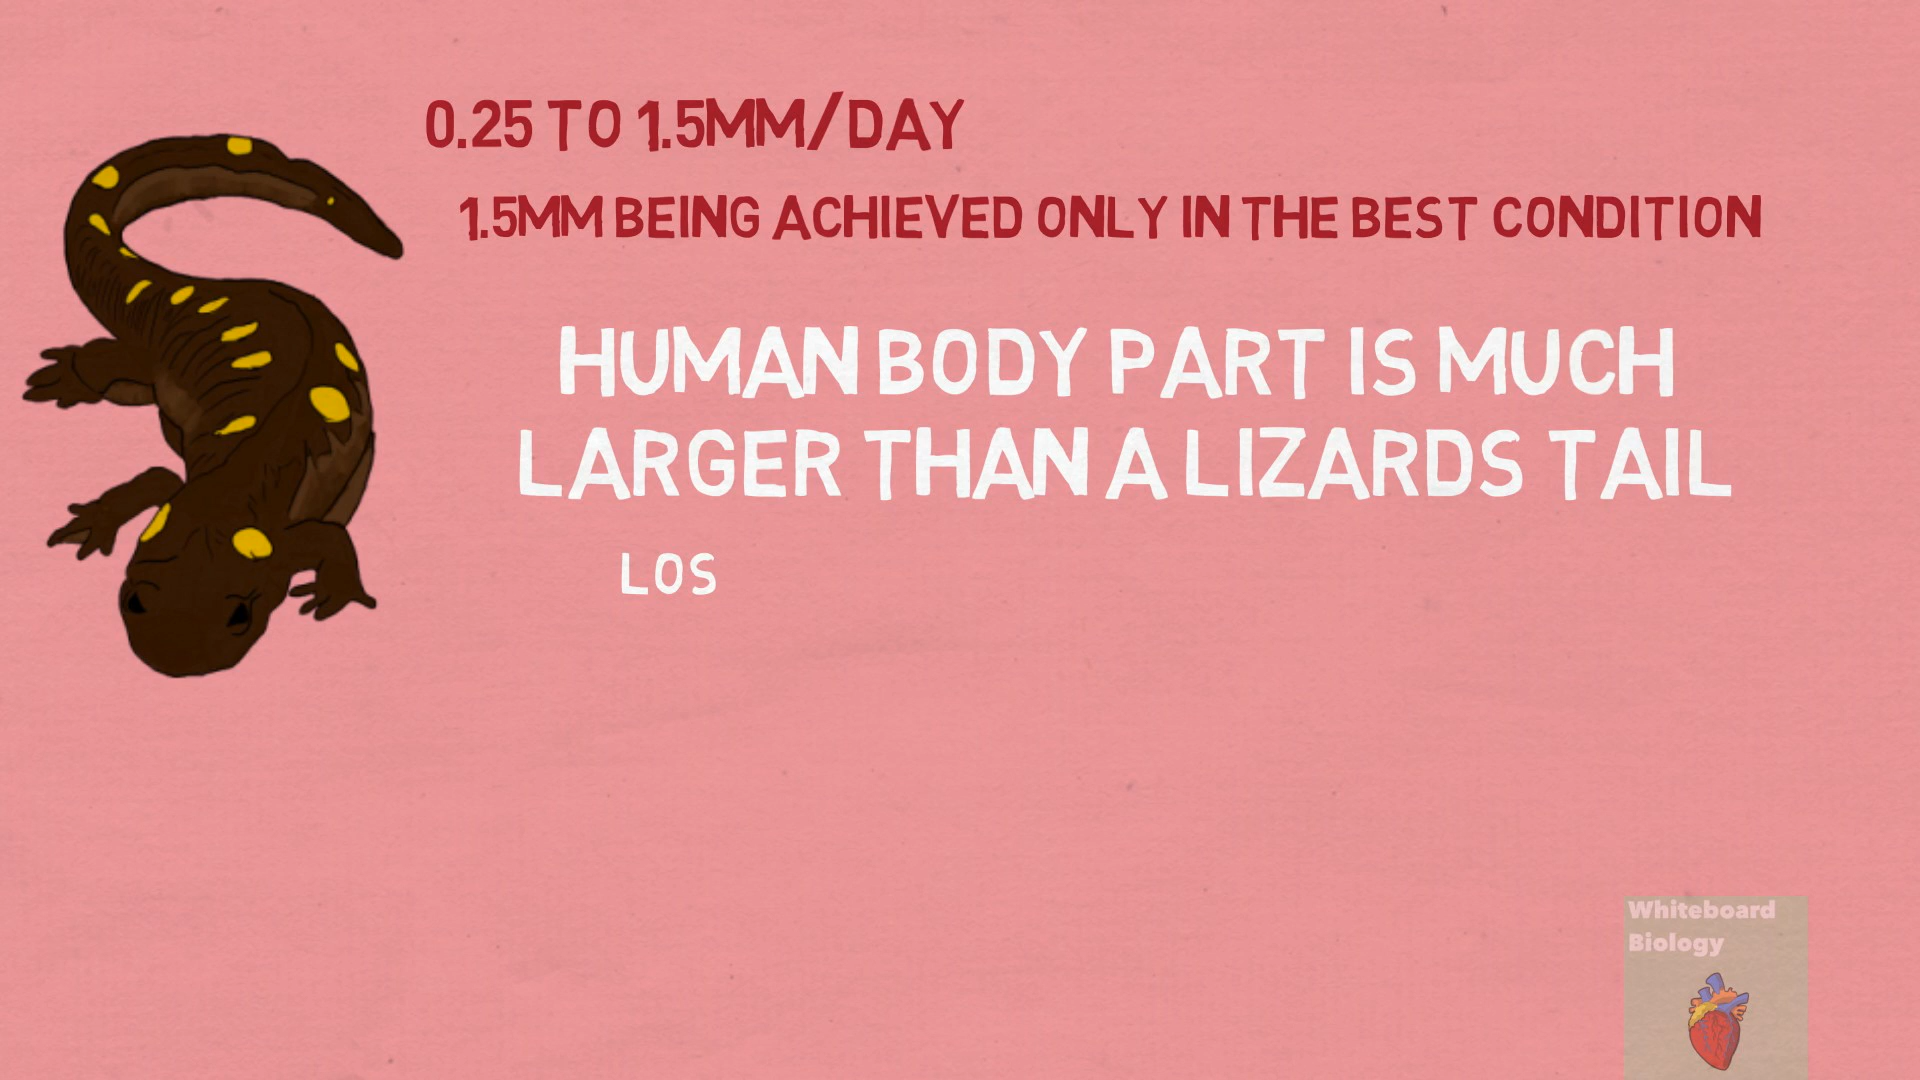 0.25 TO 1.5MM/DAY
1.5MM BEING ACHIEVED ONLY IN THE BEST CONDITION
HUMAN BODY PART IS MUCH
LARGER THAN A LIZARDS TAIL
LOS
Whiteboard
Biology